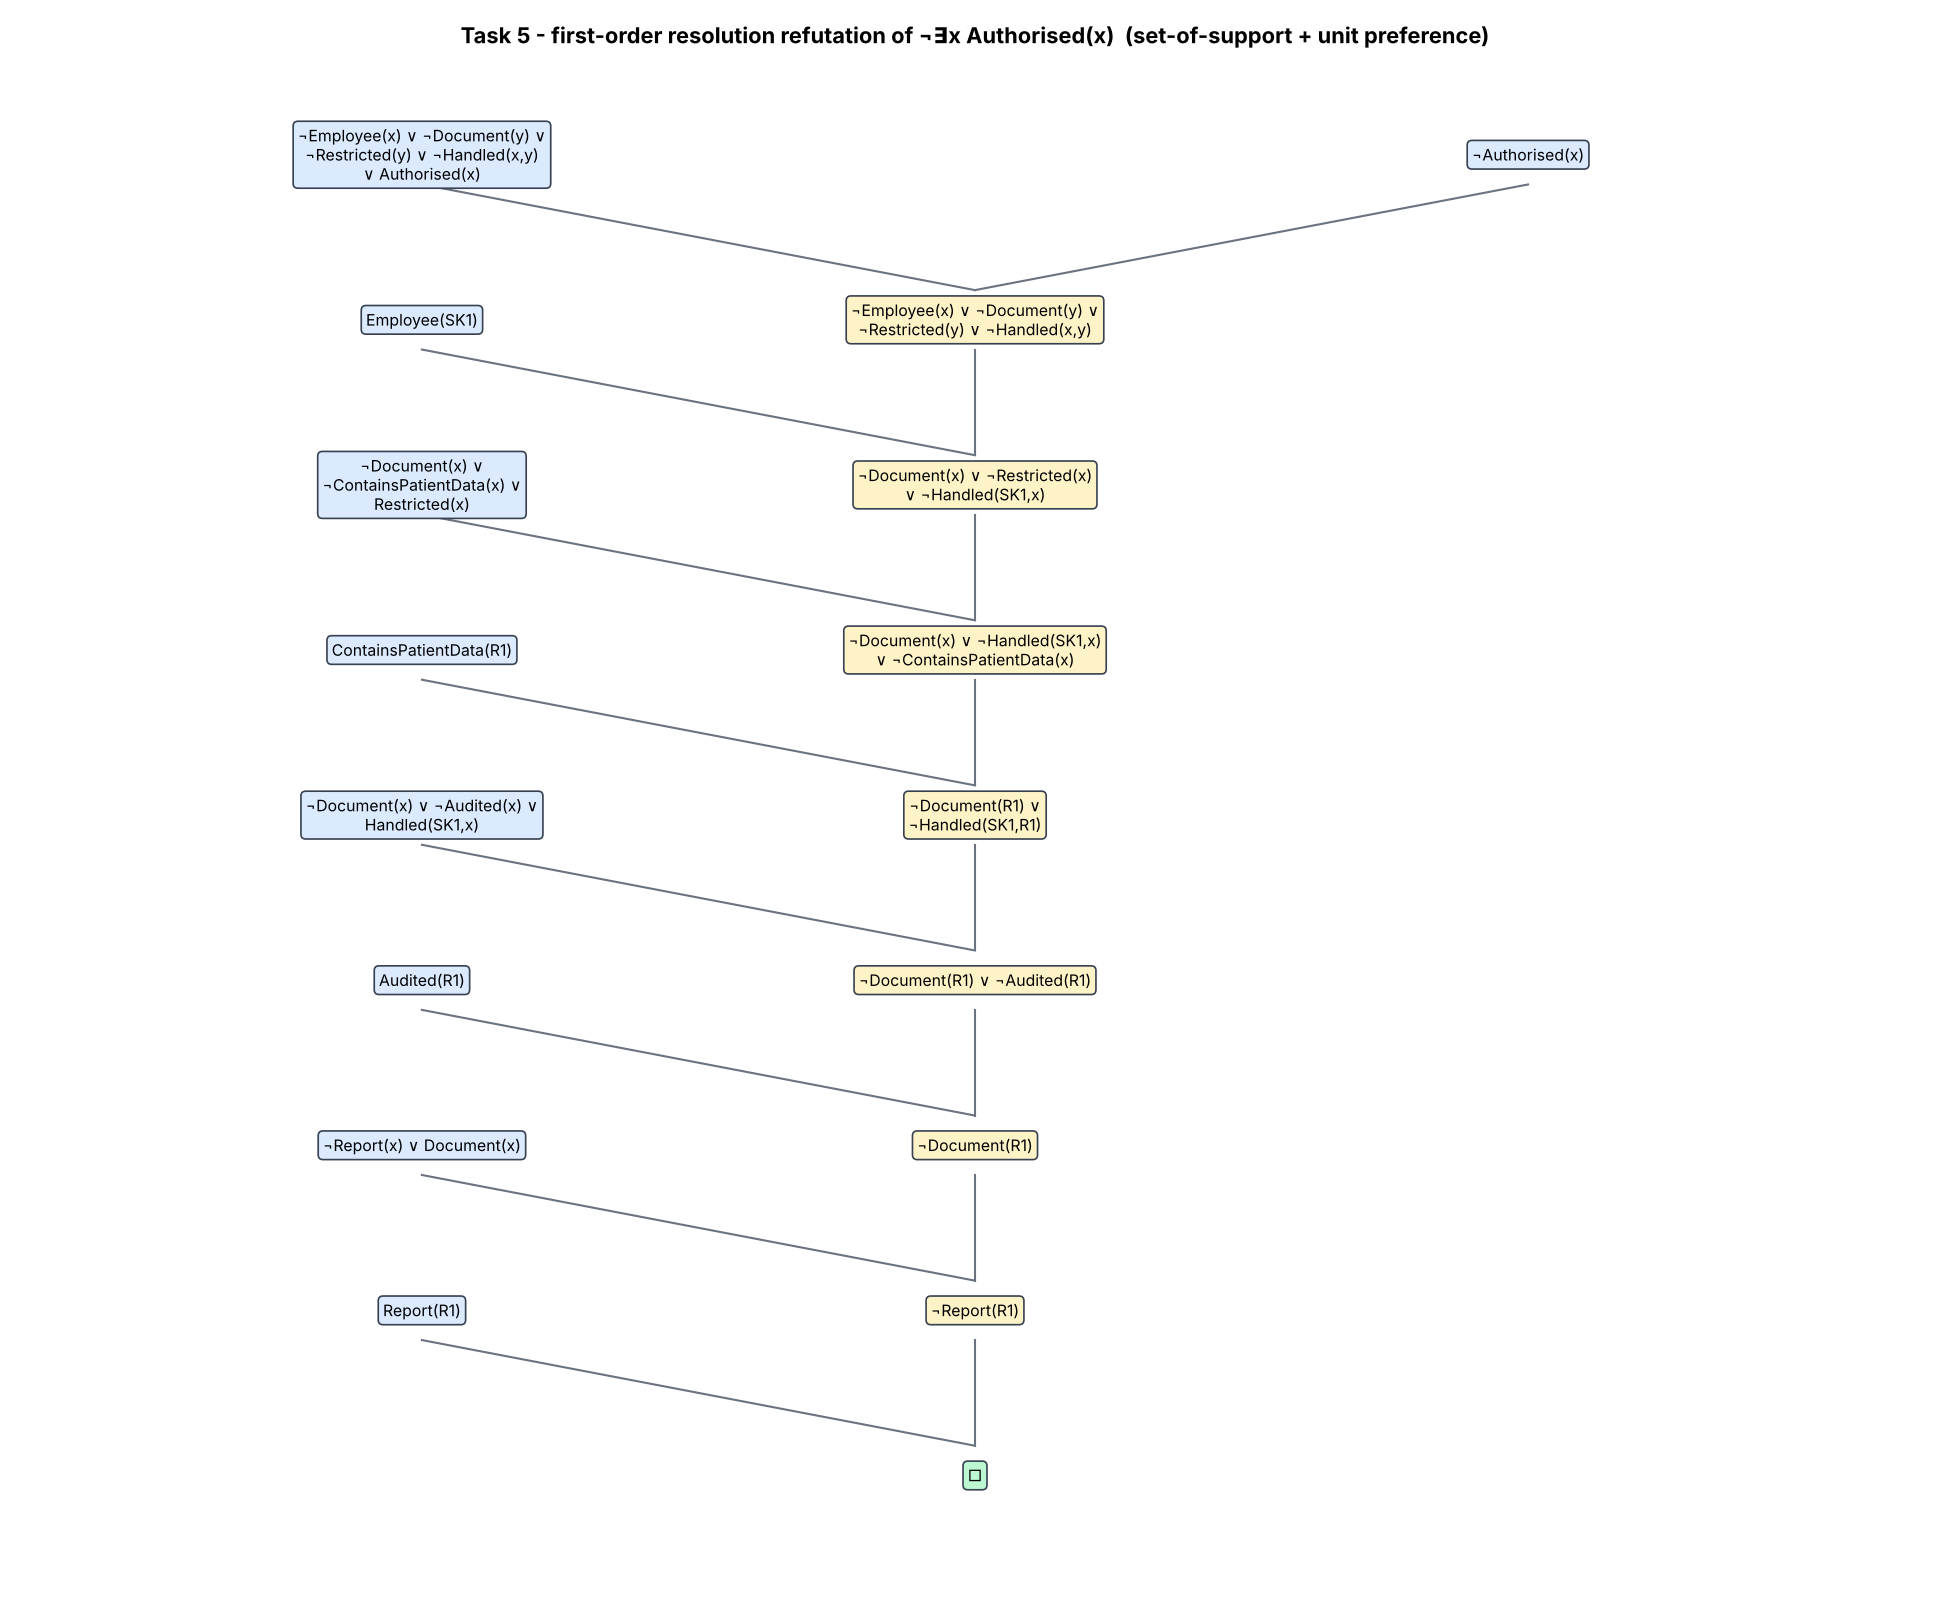 Task 5 - first-order resolution refutation of ¬∃x Authorised(x)  (set-of-support + unit preference)
¬Employee(x) ∨ ¬Document(y) ∨
¬Restricted(y) ∨ ¬Handled(x,y)
∨ Authorised(x)
¬Authorised(x)
Employee(SK1)
¬Employee(x) ∨ ¬Document(y) ∨
¬Restricted(y) ∨ ¬Handled(x,y)
¬Document(x) ∨
¬ContainsPatientData(x) ∨
Restricted(x)
¬Document(x) ∨ ¬Restricted(x)
∨ ¬Handled(SK1,x)
ContainsPatientData(R1)
¬Document(x) ∨ ¬Handled(SK1,x)
∨ ¬ContainsPatientData(x)
¬Document(x) ∨ ¬Audited(x) ∨
Handled(SK1,x)
¬Document(R1) ∨
¬Handled(SK1,R1)
Audited(R1)
¬Document(R1) ∨ ¬Audited(R1)
¬Report(x) ∨ Document(x)
¬Document(R1)
Report(R1)
¬Report(R1)
□